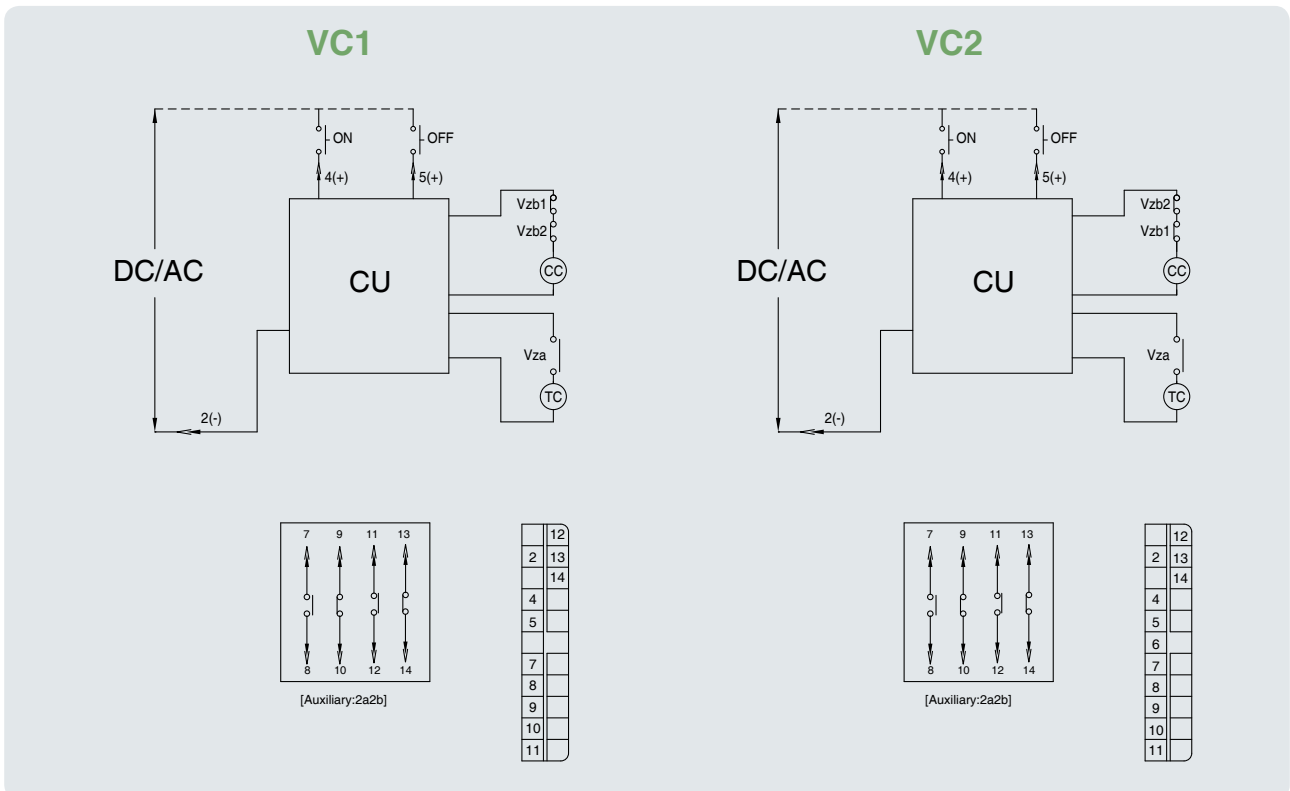 VC1
ON
OFF
4(+)
5(+)
Vzb1
Vzb2
CC
DC/AC
CU
Vza
TC
2(-)
7 9 11 13
8 10 12 14
[Auxiliary:2a2b]
12
2 13
14
4
5
7
8
9
10
11
VC2
ON
OFF
4(+)
5(+)
Vzb2
Vzb1
CC
DC/AC
CU
Vza
TC
2(-)
7 9 11 13
8 10 12 14
[Auxiliary:2a2b]
12
2 13
14
4
5
6
7
8
9
10
11